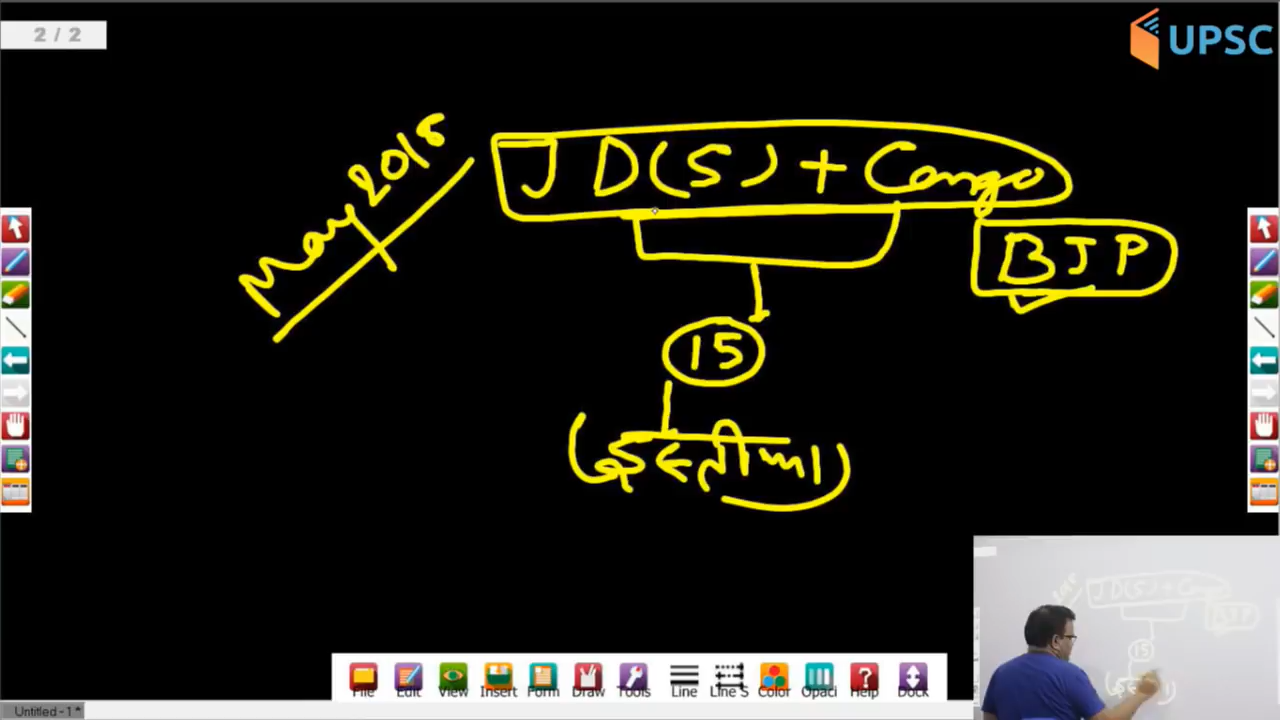 2 / 2
UPSC
May 2018
JD(S) + Congo
BJP
15
(इस्तीफा)
File Edit View Insert Form Draw Tools Line Line S Color Opaci Help Dock
Untitled - 1 *